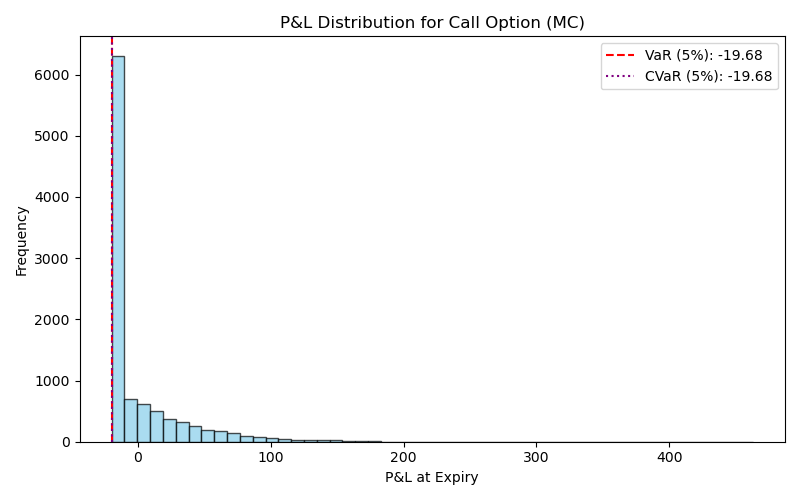 P&L Distribution for Call Option (MC)
VaR (5%): -19.68
CVaR (5%): -19.68
Frequency
6000
5000
4000
3000
2000
1000
0
0 100 200 300 400
P&L at Expiry